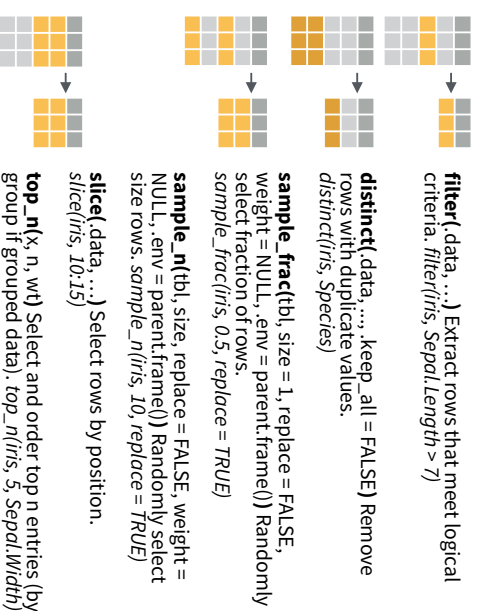 filter(.data, …) Extract rows that meet logical
criteria. filter(iris, Sepal.Length > 7)
distinct(.data, ..., .keep_all = FALSE) Remove
rows with duplicate values.
distinct(iris, Species)
sample_frac(tbl, size = 1, replace = FALSE,
weight = NULL, .env = parent.frame()) Randomly
select fraction of rows.
sample_frac(iris, 0.5, replace = TRUE)
sample_n(tbl, size, replace = FALSE, weight =
NULL, .env = parent.frame()) Randomly select
size rows. sample_n(iris, 10, replace = TRUE)
slice(.data, …) Select rows by position.
slice(iris, 10:15)
top_n(x, n, wt) Select and order top n entries (by
group if grouped data). top_n(iris, 5, Sepal.Width)